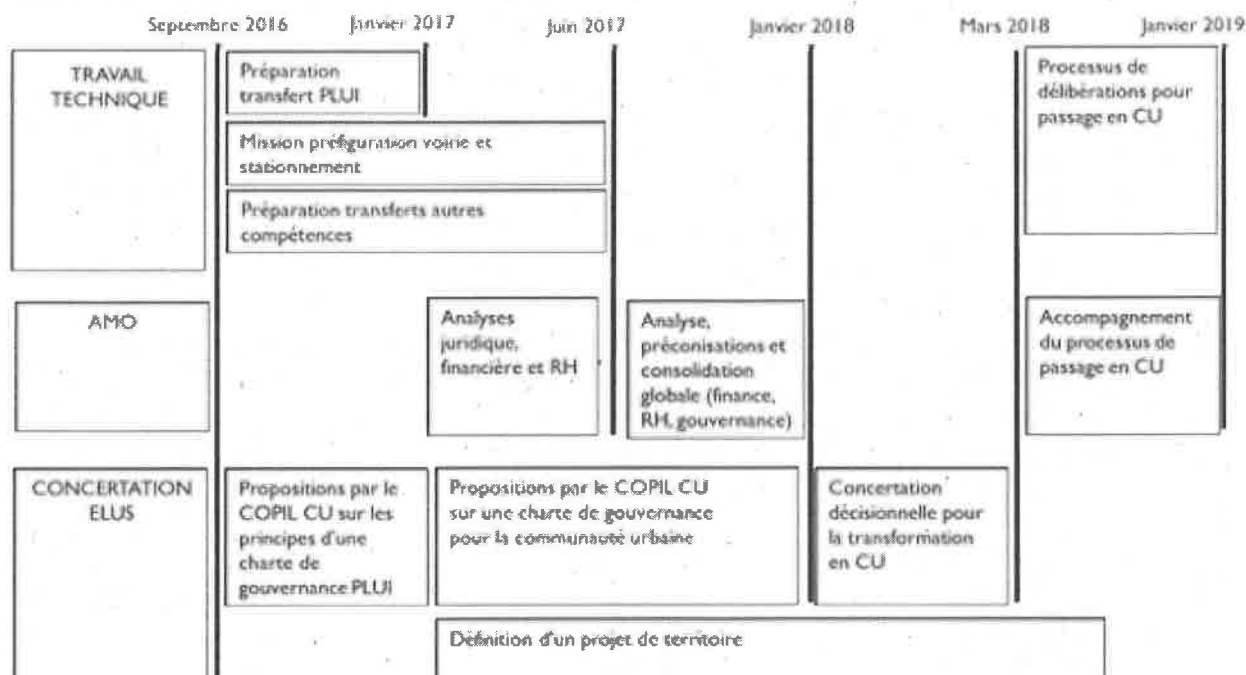 Septembre 2016
Janvier 2017
Juin 2017
Janvier 2018
Mars 2018
Janvier 2019
TRAVAIL
TECHNIQUE
Préparation
transfert PLUI
Mission préfiguration voirie et
stationnement
Préparation transferts autres
compétences
Processus de
délibérations pour
passage en CU
AMO
Analyses
juridique,
financière et RH
Analyse,
préconisations et
consolidation
globale (finance,
RH, gouvernance)
Accompagnement
du processus de
passage en CU
CONCERTATION
ELUS
Propositions par le
COPIL CU sur les
principes d'une
charte de
gouvernance PLUI
Propositions par le COPIL CU
sur une charte de gouvernance
pour la communauté urbaine
Concertation
décisionnelle pour
la transformation
en CU
Définition d'un projet de territoire